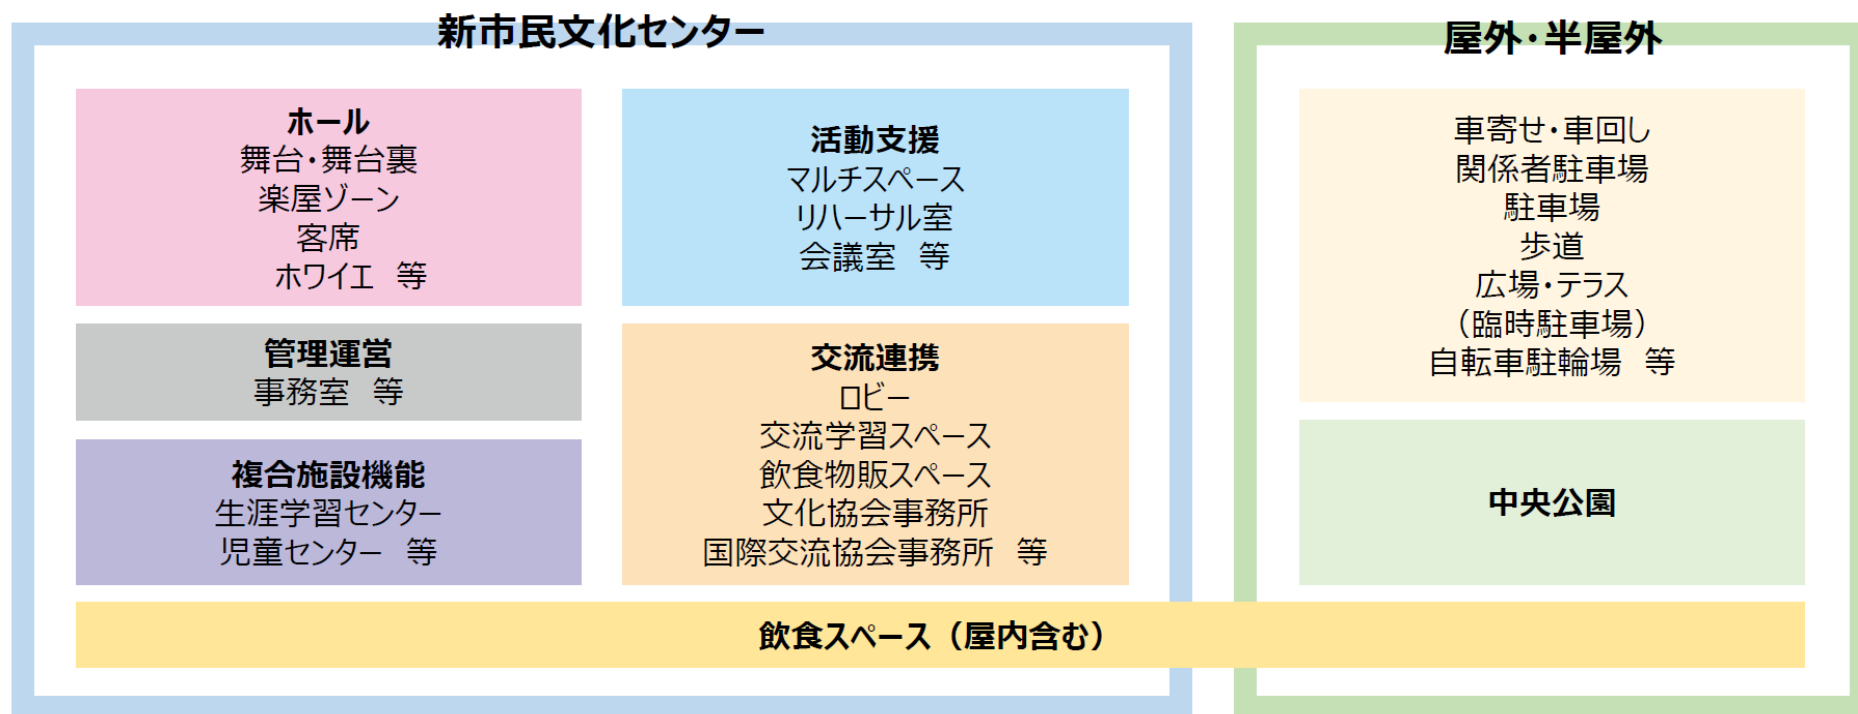 新市民文化センター
ホール
舞台・舞台裏
楽屋ゾーン
客席
ホワイエ 等
管理運営
事務室 等
複合施設機能
生涯学習センター
児童センター 等
活動支援
マルチスペース
リハーサル室
会議室 等
交流連携
ロビー
交流学習スペース
飲食物販スペース
文化協会事務所
国際交流協会事務所 等
屋外・半屋外
車寄せ・車回し
関係者駐車場
駐車場
歩道
広場・テラス
（臨時駐車場）
自転車駐輪場 等
中央公園
飲食スペース（屋内含む）